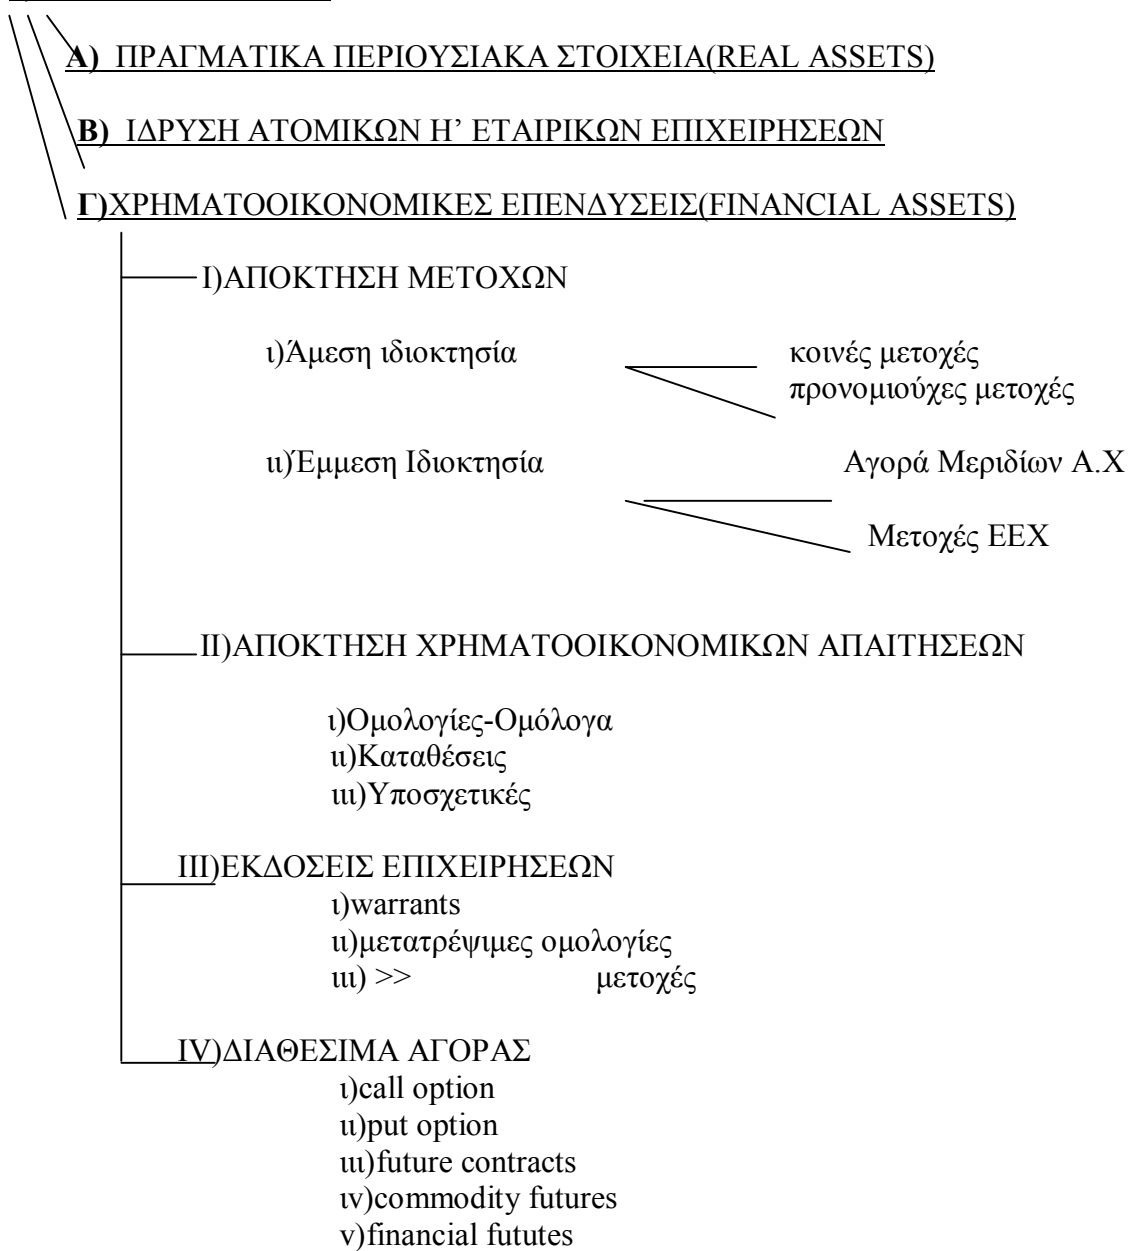 Α) ΠΡΑΓΜΑΤΙΚΑ ΠΕΡΙΟΥΣΙΑΚΑ ΣΤΟΙΧΕΙΑ(REAL ASSETS)
Β) ΙΔΡΥΣΗ ΑΤΟΜΙΚΩΝ Η’ ΕΤΑΙΡΙΚΩΝ ΕΠΙΧΕΙΡΗΣΕΩΝ
Γ)ΧΡΗΜΑΤΟΟΙΚΟΝΟΜΙΚΕΣ ΕΠΕΝΔΥΣΕΙΣ(FINANCIAL ASSETS)
Ι)ΑΠΟΚΤΗΣΗ ΜΕΤΟΧΩΝ
ι)Άμεση ιδιοκτησία κοινές μετοχές
προνομιούχες μετοχές
ιι)Έμμεση Ιδιοκτησία Αγορά Μεριδίων Α.Χ
Μετοχές ΕΕΧ
ΙΙ)ΑΠΟΚΤΗΣΗ ΧΡΗΜΑΤΟΟΙΚΟΝΟΜΙΚΩΝ ΑΠΑΙΤΗΣΕΩΝ
ι)Ομολογίες-Ομόλογα
ιι)Καταθέσεις
ιιι)Υποσχετικές
ΙΙΙ)ΕΚΔΟΣΕΙΣ ΕΠΙΧΕΙΡΗΣΕΩΝ
ι)warrants
ιι)μετατρέψιμες ομολογίες
ιιι) >> μετοχές
IV)ΔΙΑΘΕΣΙΜΑ ΑΓΟΡΑΣ
ι)call option
ιι)put option
ιιι)future contracts
ιv)commodity futures
v)financial fututes